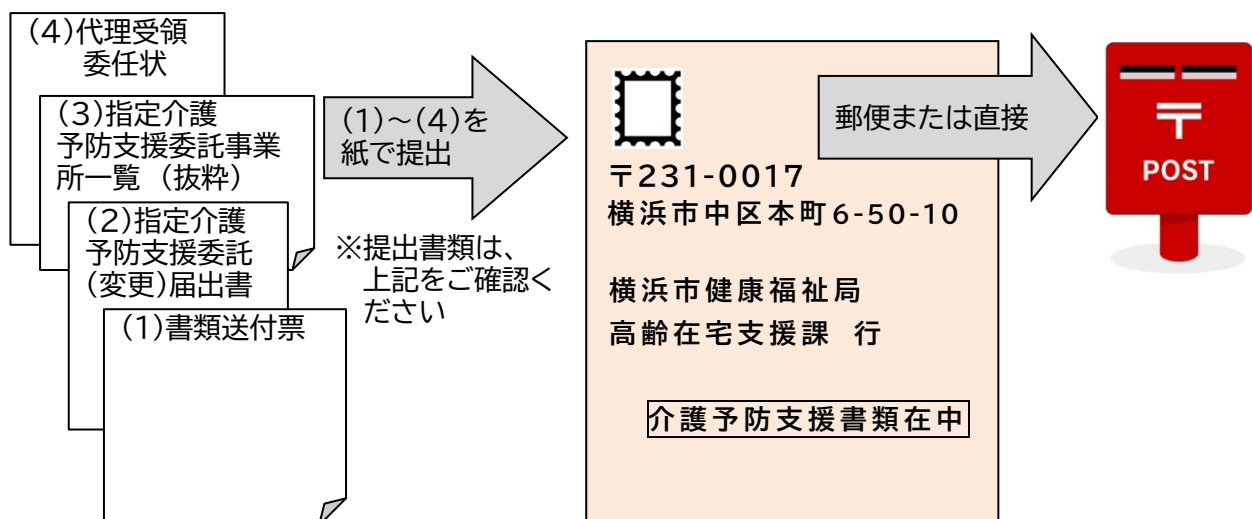 (4)代理受領
委任状
(3)指定介護
予防支援委託事業
所一覧 (抜粋)
(2)指定介護
予防支援委託
(変更)届出書
(1)書類送付票
(1)～(4)を
紙で提出
※提出書類は、
上記をご確認く
ださい
〒231-0017
横浜市中区本町6-50-10
横浜市健康福祉局
高齢在宅支援課 行
介護予防支援書類在中
郵便または直接
〒
POST